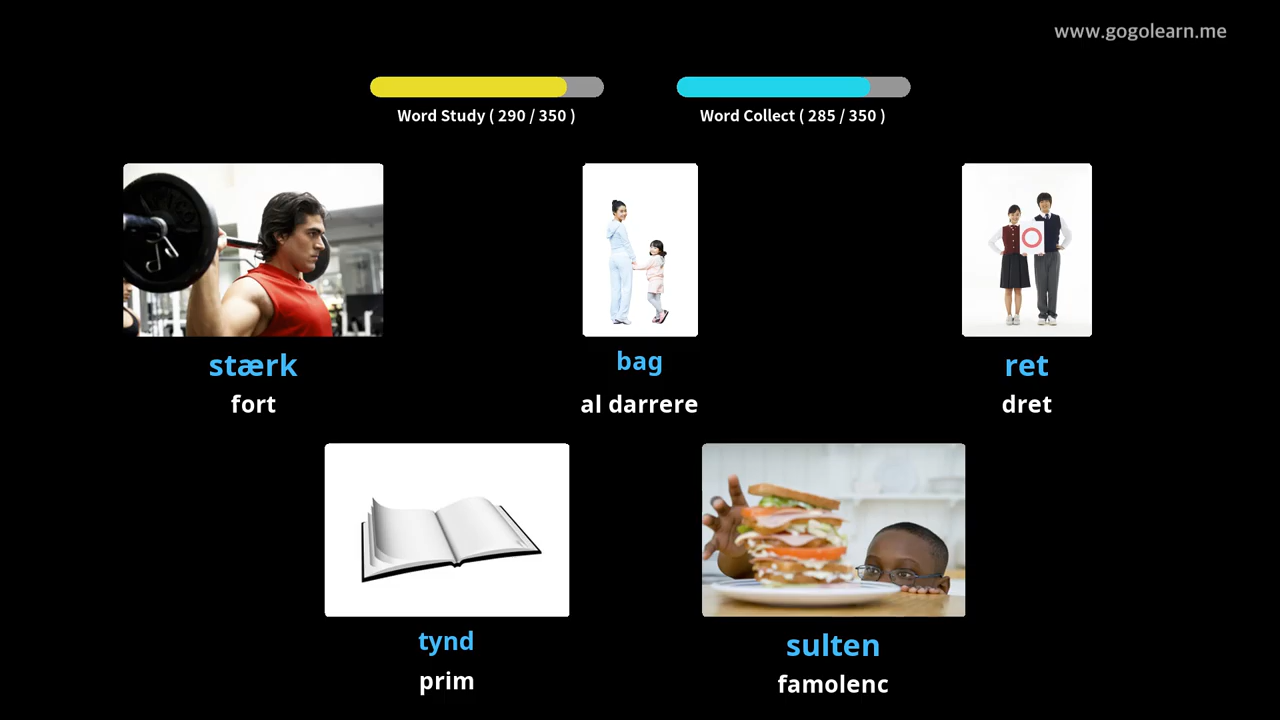 www.gogolearn.me
Word Study ( 290 / 350 )
Word Collect ( 285 / 350 )
stærk
fort
bag
al darrere
ret
dret
tynd
prim
sulten
famolenc